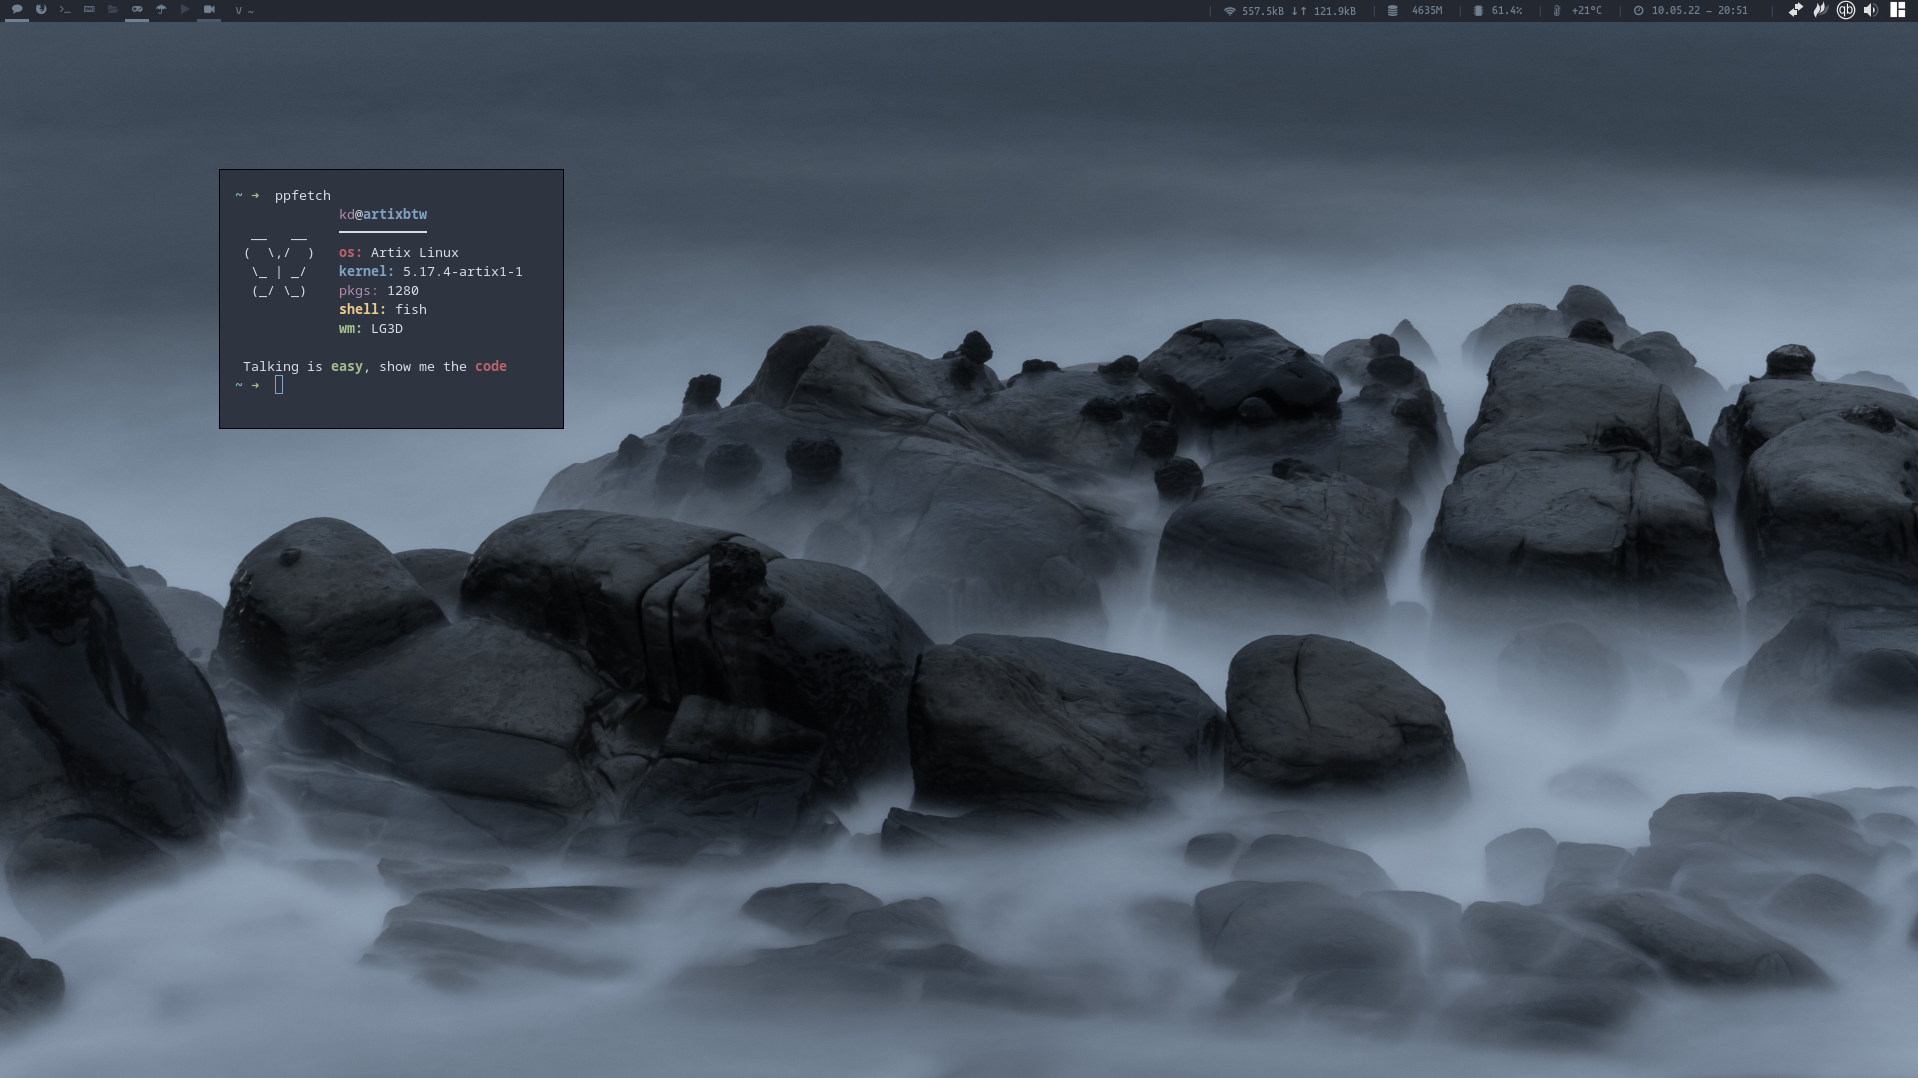 V ~ | 557.5kB ↓↑ 121.9kB | 4635M | 61.4% | +21°C | 10.05.22 – 20:51 |
qb
~ → ppfetch
kd@artixbtw
os: Artix Linux
kernel: 5.17.4-artix1-1
pkgs: 1280
shell: fish
wm: LG3D
Talking is easy, show me the code
~ →